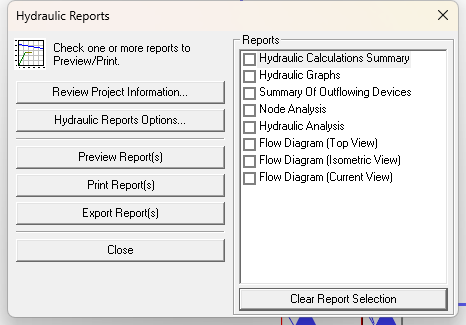 Hydraulic Reports
Check one or more reports to
Preview/Print.
Review Project Information...
Hydraulic Reports Options...
Preview Report(s)
Print Report(s)
Export Report(s)
Close
Reports
Hydraulic Calculations Summary
Hydraulic Graphs
Summary Of Outflowing Devices
Node Analysis
Hydraulic Analysis
Flow Diagram (Top View)
Flow Diagram (Isometric View)
Flow Diagram (Current View)
Clear Report Selection